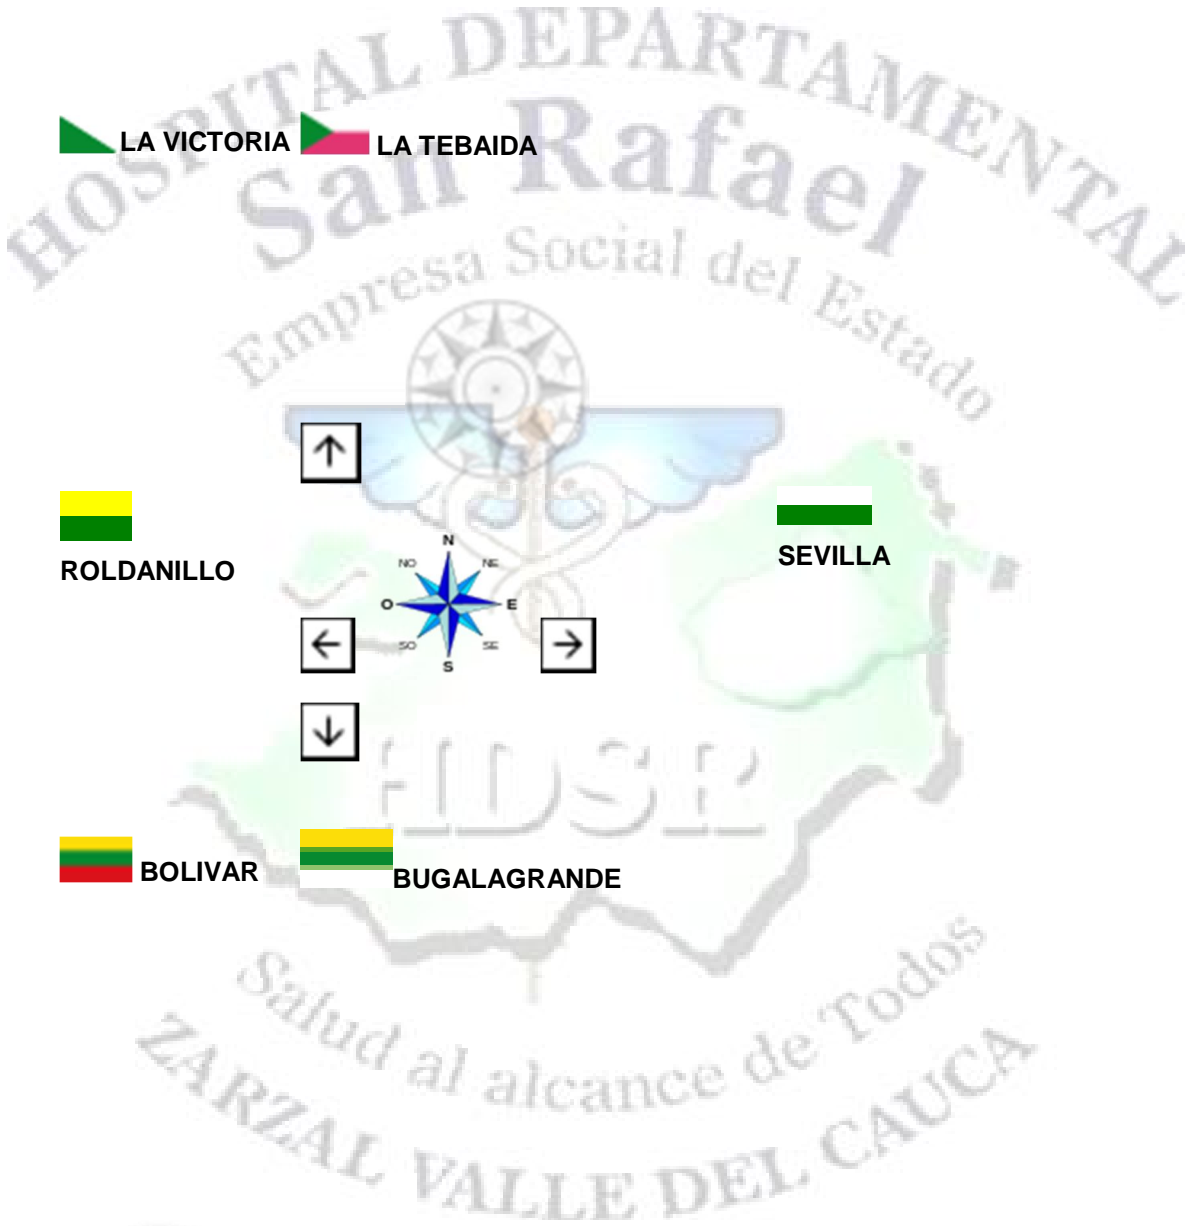 HOSPITAL DEPARTAMENTAL
San Rafael
Empresa Social del Estado
LA VICTORIA LA TEBAIDA
ROLDANILLO
SEVILLA
N
NO NE
O E
SO SE
S
HDSR
BOLIVAR BUGALAGRANDE
Salud al alcance de Todos
ZARZAL VALLE DEL CAUCA